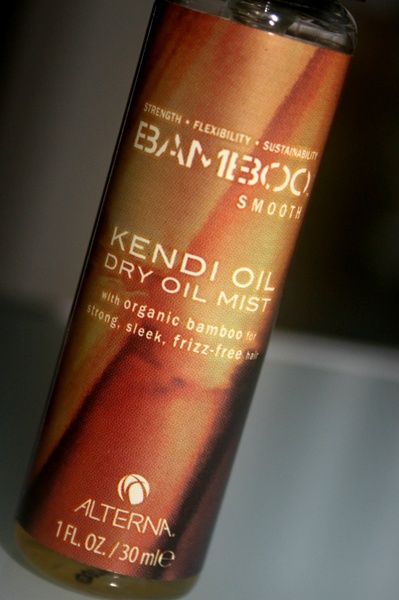 STRENGTH • FLEXIBILITY • SUSTAINABILITY
BAMBOO
SMOOTH
KENDI OIL
DRY OIL MIST
with organic bamboo for
strong, sleek, frizz-free hair
ALTERNA.
1 FL. OZ. / 30 ml ℮